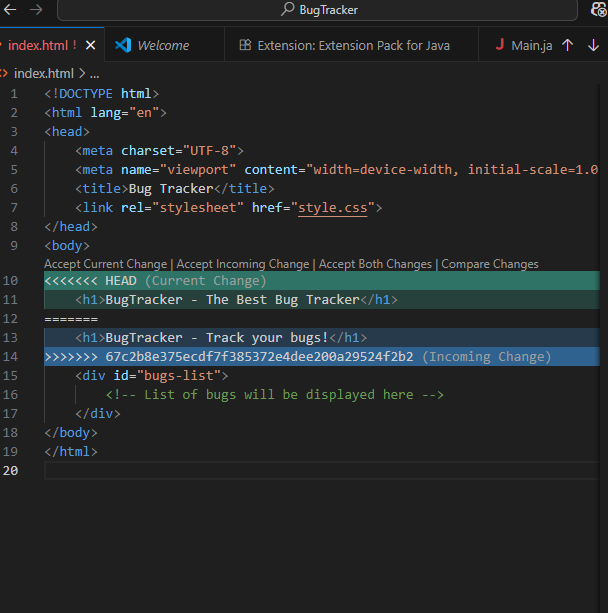 BugTracker
index.html ! Welcome Extension: Extension Pack for Java Main.ja
index.html > ...
1 <!DOCTYPE html>
2 <html lang="en">
3 <head>
4 <meta charset="UTF-8">
5 <meta name="viewport" content="width=device-width, initial-scale=1.0
6 <title>Bug Tracker</title>
7 <link rel="stylesheet" href="style.css">
8 </head>
9 <body>
Accept Current Change | Accept Incoming Change | Accept Both Changes | Compare Changes
10 <<<<<<< HEAD (Current Change)
11 <h1>BugTracker - The Best Bug Tracker</h1>
12 =======
13 <h1>BugTracker - Track your bugs!</h1>
14 >>>>>>> 67c2b8e375ecdf7f385372e4dee200a29524f2b2 (Incoming Change)
15 <div id="bugs-list">
16 <!-- List of bugs will be displayed here -->
17 </div>
18 </body>
19 </html>
20